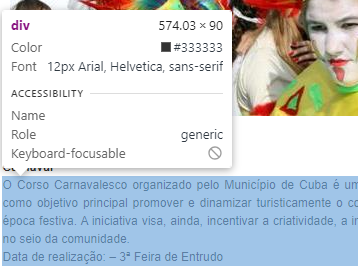 div 574.03 × 90
Color #333333
Font 12px Arial, Helvetica, sans-serif
ACCESSIBILITY
Name
Role generic
Keyboard-focusable
O Corso Carnavalesco organizado pelo Município de Cuba é um
como objetivo principal promover e dinamizar turisticamente o
época festiva. A iniciativa visa, ainda, incentivar a criatividade, a
no seio da comunidade.
Data de realização: – 3ª Feira de Entrudo